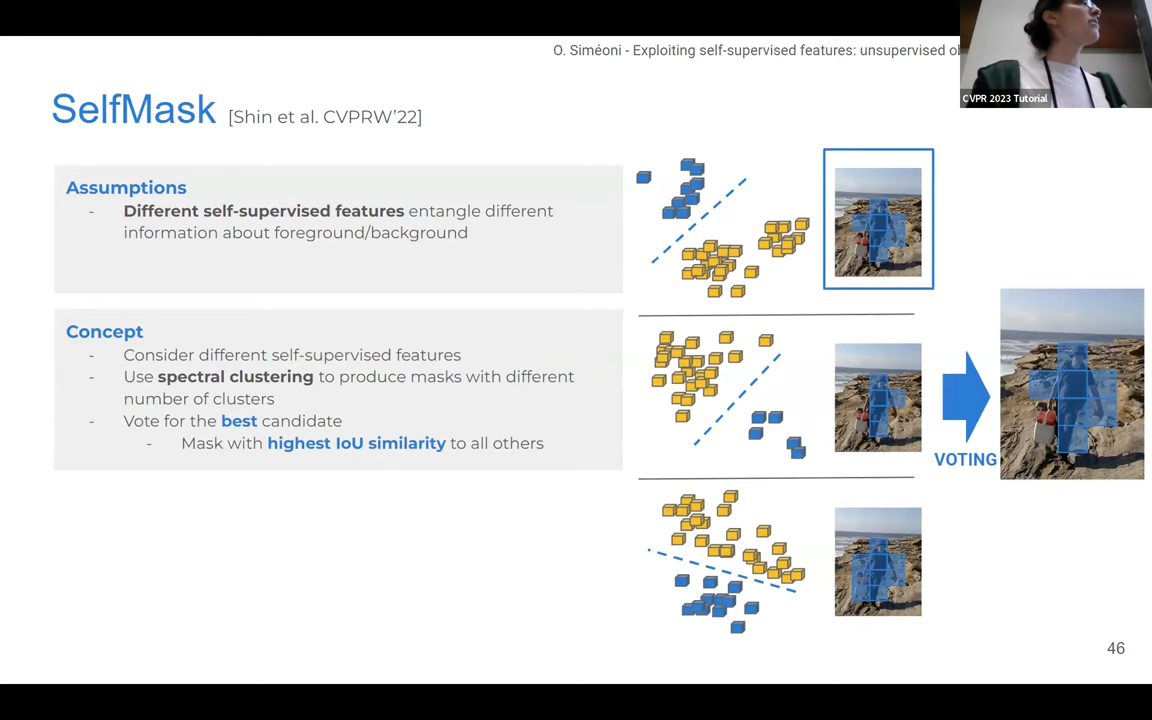 O. Siméoni - Exploiting self-supervised features: unsupervised
CVPR 2023 Tutorial
SelfMask [Shin et al. CVPRW'22]
Assumptions
- Different self-supervised features entangle different
information about foreground/background
Concept
- Consider different self-supervised features
- Use spectral clustering to produce masks with different
number of clusters
- Vote for the best candidate
- Mask with highest IoU similarity to all others
VOTING
46